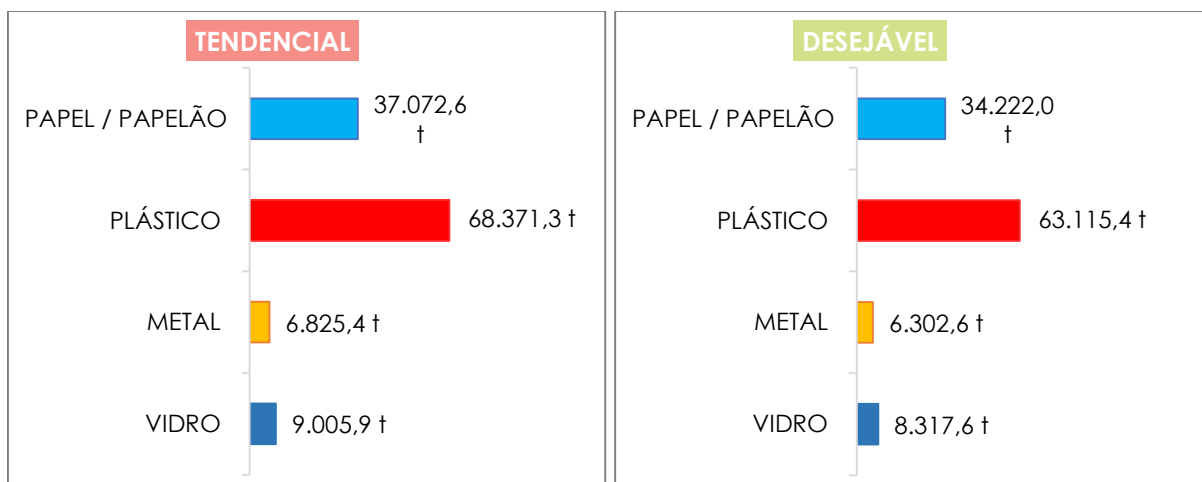 TENDENCIAL
PAPEL / PAPELÃO
37.072,6
t
PLÁSTICO
68.371,3 t
METAL
6.825,4 t
VIDRO
9.005,9 t
DESEJÁVEL
PAPEL / PAPELÃO
34.222,0
t
PLÁSTICO
63.115,4 t
METAL
6.302,6 t
VIDRO
8.317,6 t